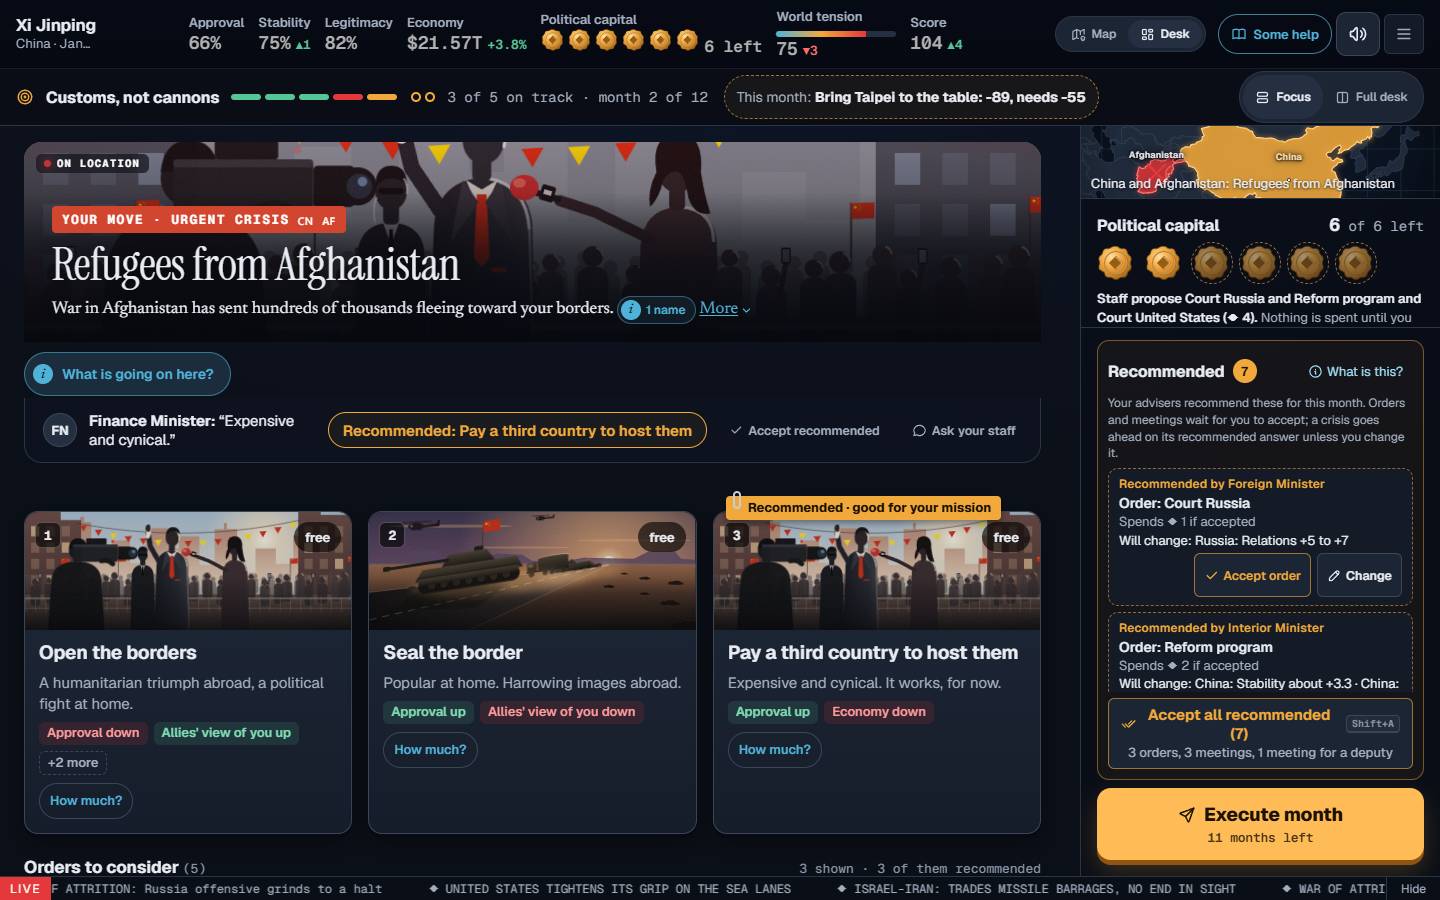 Xi Jinping
China · Jan…
Approval
66%
Stability
75% ▲1
Legitimacy
82%
Economy
$21.57T +3.8%
Political capital
6 left
World tension
75 ▼3
Score
104 ▲4
Map
Desk
Some help
Customs, not cannons
3 of 5 on track · month 2 of 12
This month: Bring Taipei to the table: -89, needs -55
Focus
Full desk
ON LOCATION
YOUR MOVE · URGENT CRISIS CN AF
Refugees from Afghanistan
War in Afghanistan has sent hundreds of thousands fleeing toward your borders. i 1 name More
i What is going on here?
FN
Finance Minister: “Expensive
and cynical.”
Recommended: Pay a third country to host them
Accept recommended
Ask your staff
Recommended · good for your mission
1
free
Open the borders
A humanitarian triumph abroad, a political
fight at home.
Approval down
Allies' view of you up
+2 more
How much?
2
free
Seal the border
Popular at home. Harrowing images abroad.
Approval up
Allies' view of you down
How much?
3
free
Pay a third country to host them
Expensive and cynical. It works, for now.
Approval up
Economy down
How much?
Orders to consider (5)
3 shown · 3 of them recommended
Afghanistan
China
China and Afghanistan: Refugees from Afghanistan
Political capital
6 of 6 left
Staff propose Court Russia and Reform program and
Court United States (◆ 4). Nothing is spent until you
Recommended 7
What is this?
Your advisers recommend these for this month. Orders
and meetings wait for you to accept; a crisis goes
ahead on its recommended answer unless you change
it.
Recommended by Foreign Minister
Order: Court Russia
Spends ◆ 1 if accepted
Will change: Russia: Relations +5 to +7
Accept order
Change
Recommended by Interior Minister
Order: Reform program
Spends ◆ 2 if accepted
Will change: China: Stability about +3.3 · China:
Accept all recommended
(7)
Shift+A
3 orders, 3 meetings, 1 meeting for a deputy
Execute month
11 months left
LIVE
F ATTRITION: Russia offensive grinds to a halt ◆ UNITED STATES TIGHTENS ITS GRIP ON THE SEA LANES ◆ ISRAEL-IRAN: TRADES MISSILE BARRAGES, NO END IN SIGHT ◆ WAR OF ATTRI
Hide